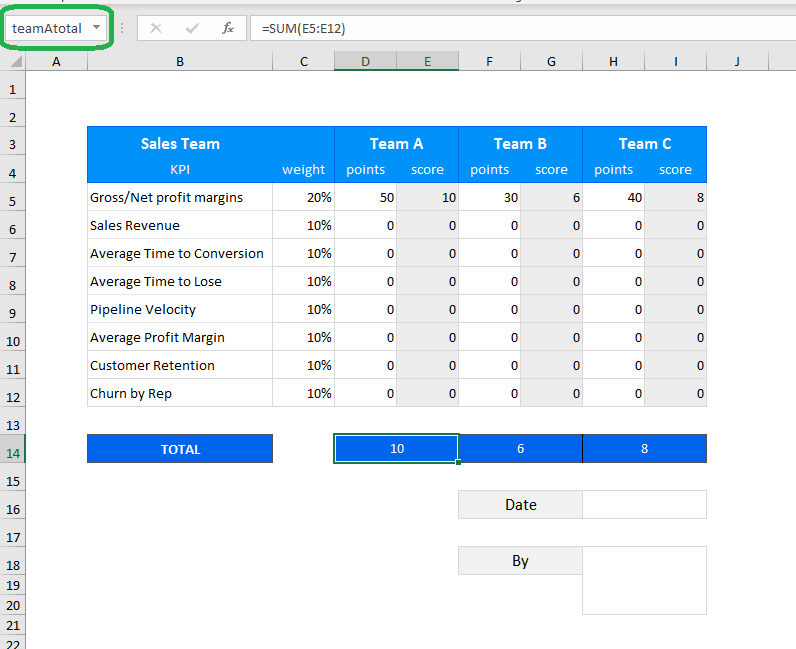 teamAtotal fx =SUM(E5:E12)
A B C D E F G H I J
1
2
3 Sales Team Team A Team B Team C
4 KPI weight points score points score points score
5 Gross/Net profit margins 20% 50 10 30 6 40 8
6 Sales Revenue 10% 0 0 0 0 0 0
7 Average Time to Conversion 10% 0 0 0 0 0 0
8 Average Time to Lose 10% 0 0 0 0 0 0
9 Pipeline Velocity 10% 0 0 0 0 0 0
10 Average Profit Margin 10% 0 0 0 0 0 0
11 Customer Retention 10% 0 0 0 0 0 0
12 Churn by Rep 10% 0 0 0 0 0 0
13
14 TOTAL 10 6 8
15
16 Date
17
18 By
19
20
21
22